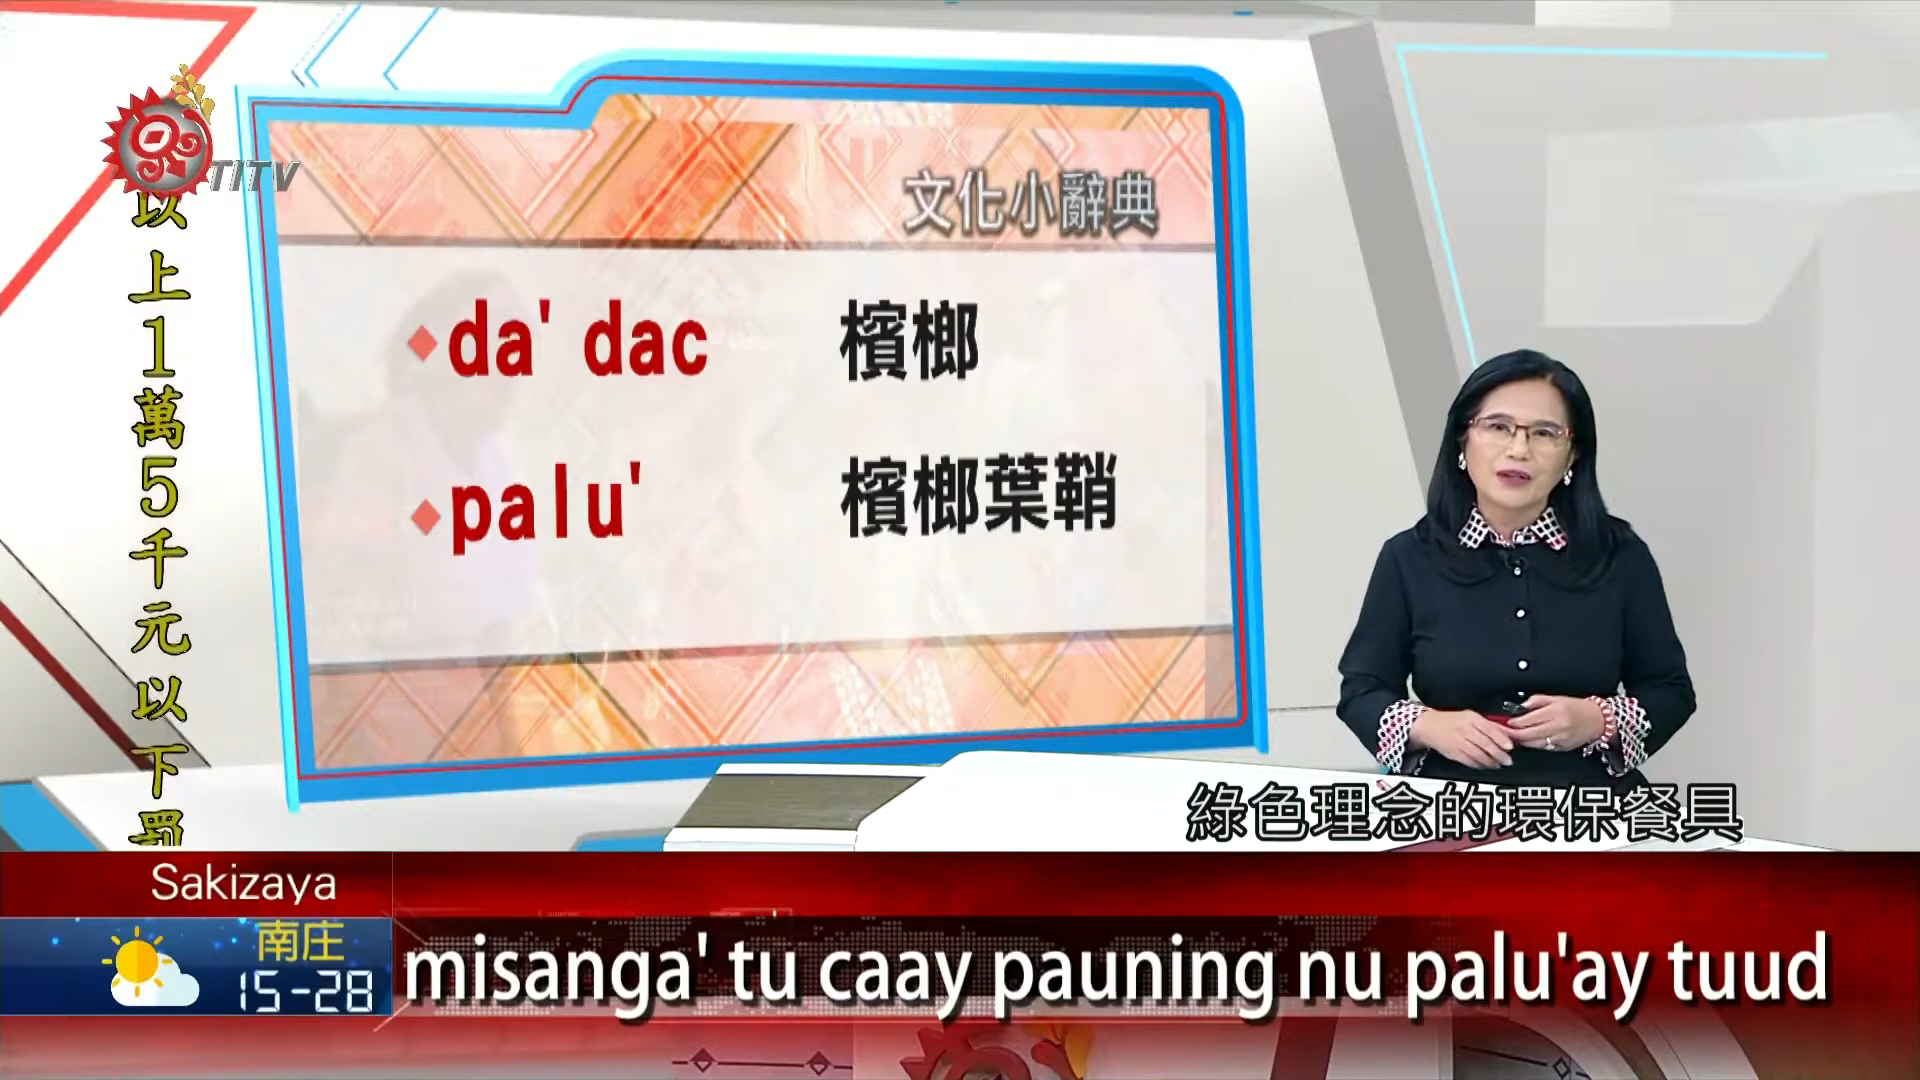 TITV
以上1萬5千元以下罰
文化小辭典
da'dac 檳榔
palu' 檳榔葉鞘
綠色理念的環保餐具
Sakizaya
南庄
15-28
misanga' tu caay pauning nu palu'ay tuud